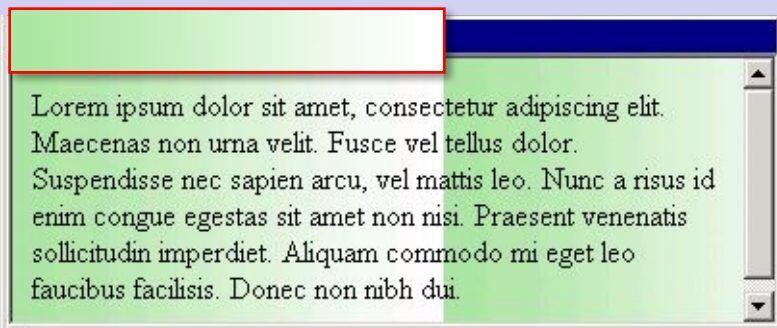 Lorem ipsum dolor sit amet, consectetur adipiscing elit.
Maecenas non urna velit. Fusce vel tellus dolor.
Suspendisse nec sapien arcu, vel mattis leo. Nunc a risus id
enim congue egestas sit amet non nisi. Praesent venenatis
sollicitudin imperdiet. Aliquam commodo mi eget leo
faucibus facilisis. Donec non nibh dui.